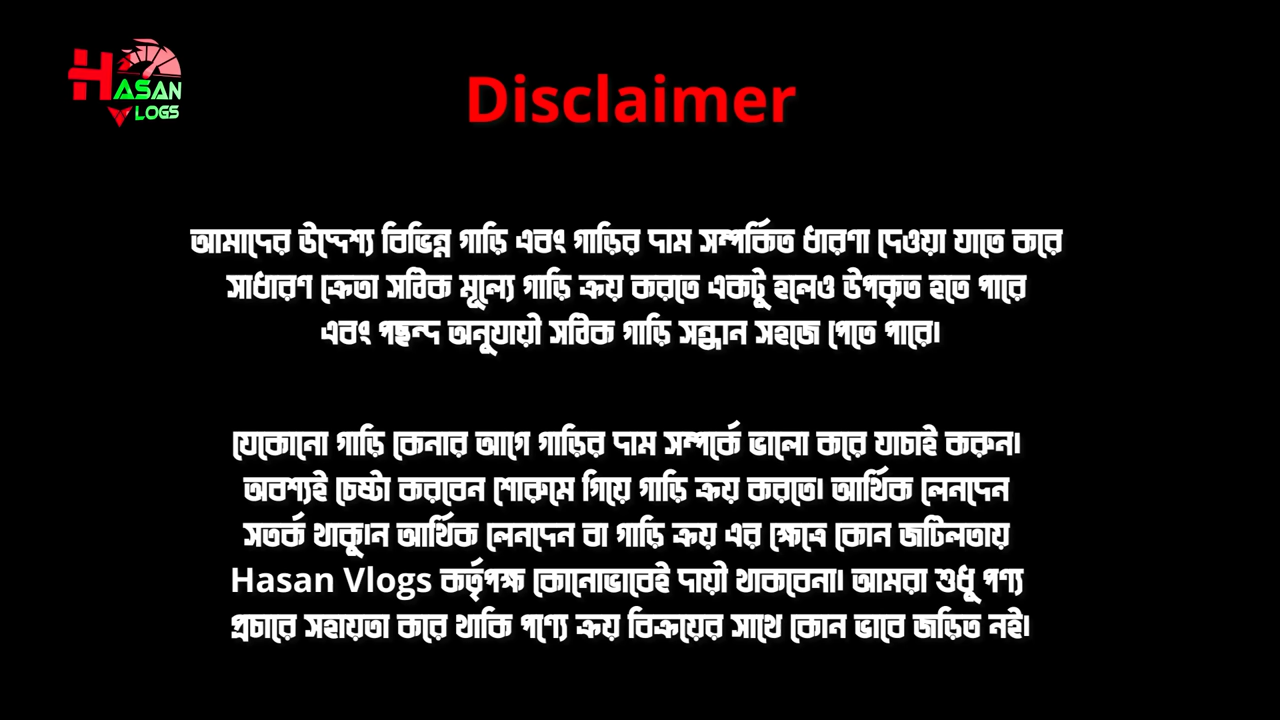 HASAN
VLOGS
Disclaimer
আমাদের উদ্দেশ্য বিভিন্ন গাড়ি এবং গাড়ির দাম সম্পর্কিত ধারণা দেওয়া যাতে করে
সাধারণ ক্রেতা সঠিক মূল্যে গাড়ি ক্রয় করতে একটু হলেও উপকৃত হতে পারে
এবং পছন্দ অনুযায়ী সঠিক গাড়ি সন্ধান সহজে পেতে পারে।
যেকোনো গাড়ি কেনার আগে গাড়ির দাম সম্পর্কে ভালো করে যাচাই করুন।
অবশ্যই চেষ্টা করবেন শোরুমে গিয়ে গাড়ি ক্রয় করতে। আর্থিক লেনদেন
সতর্ক থাকু।ন আর্থিক লেনদেন বা গাড়ি ক্রয় এর ক্ষেত্রে কোন জটিলতায়
Hasan Vlogs কর্তৃপক্ষ কোনোভাবেই দায়ী থাকবেনা। আমরা শুধু পণ্য
প্রচারে সহায়তা করে থাকি পণ্যে ক্রয় বিক্রয়ের সাথে কোন ভাবে জড়িত নই।